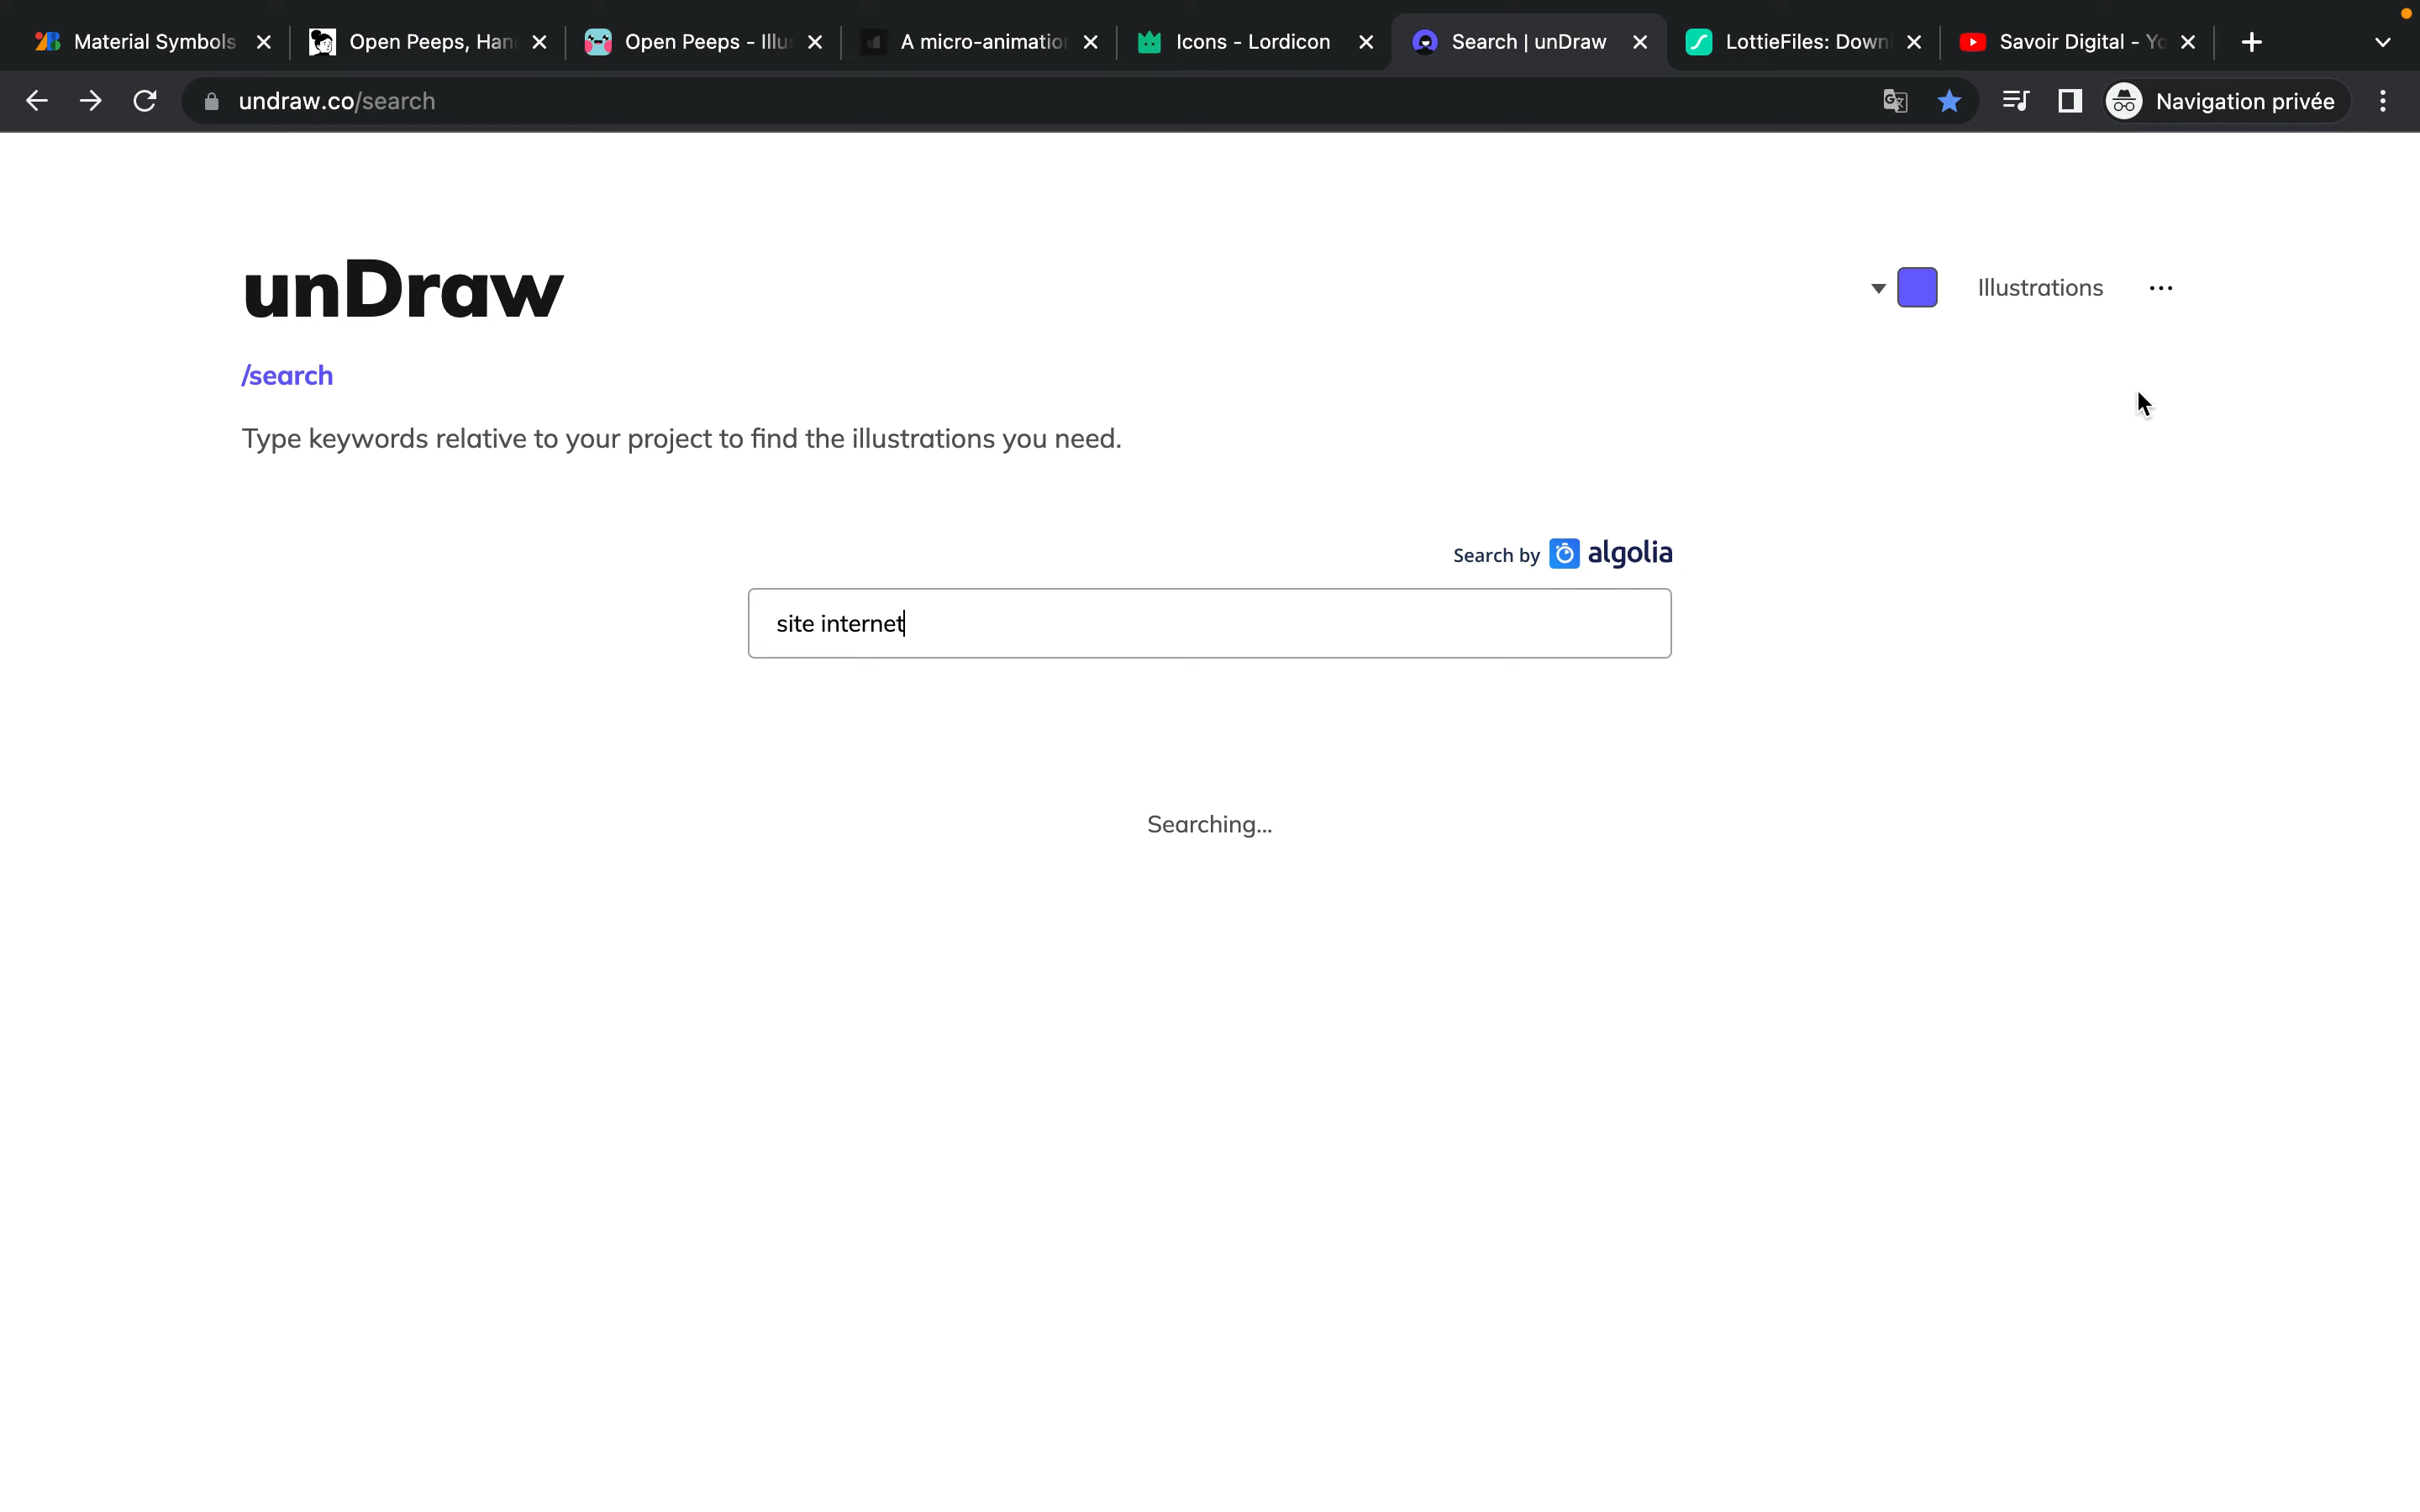 Material Symbols
Open Peeps, Han
Open Peeps - Illus
A micro-animation
Icons - Lordicon
Search | unDraw
LottieFiles: Down
Savoir Digital - Yo
undraw.co/search
Navigation privée
unDraw
Illustrations
/search
Type keywords relative to your project to find the illustrations you need.
Search by algolia
site internet
Searching...